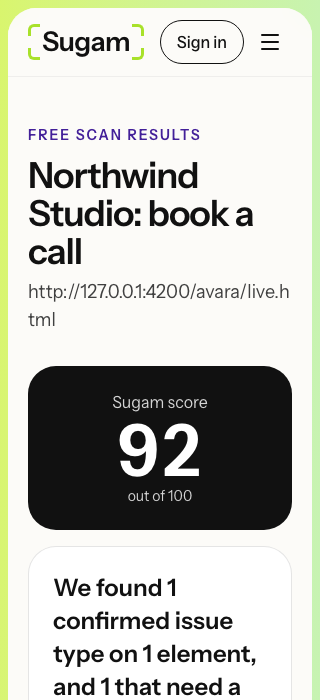 Sugam
Sign in
FREE SCAN RESULTS
Northwind
Studio: book a
call
http://127.0.0.1:4200/avara/live.h
tml
Sugam score
92
out of 100
We found 1
confirmed issue
type on 1 element,
and 1 that need a